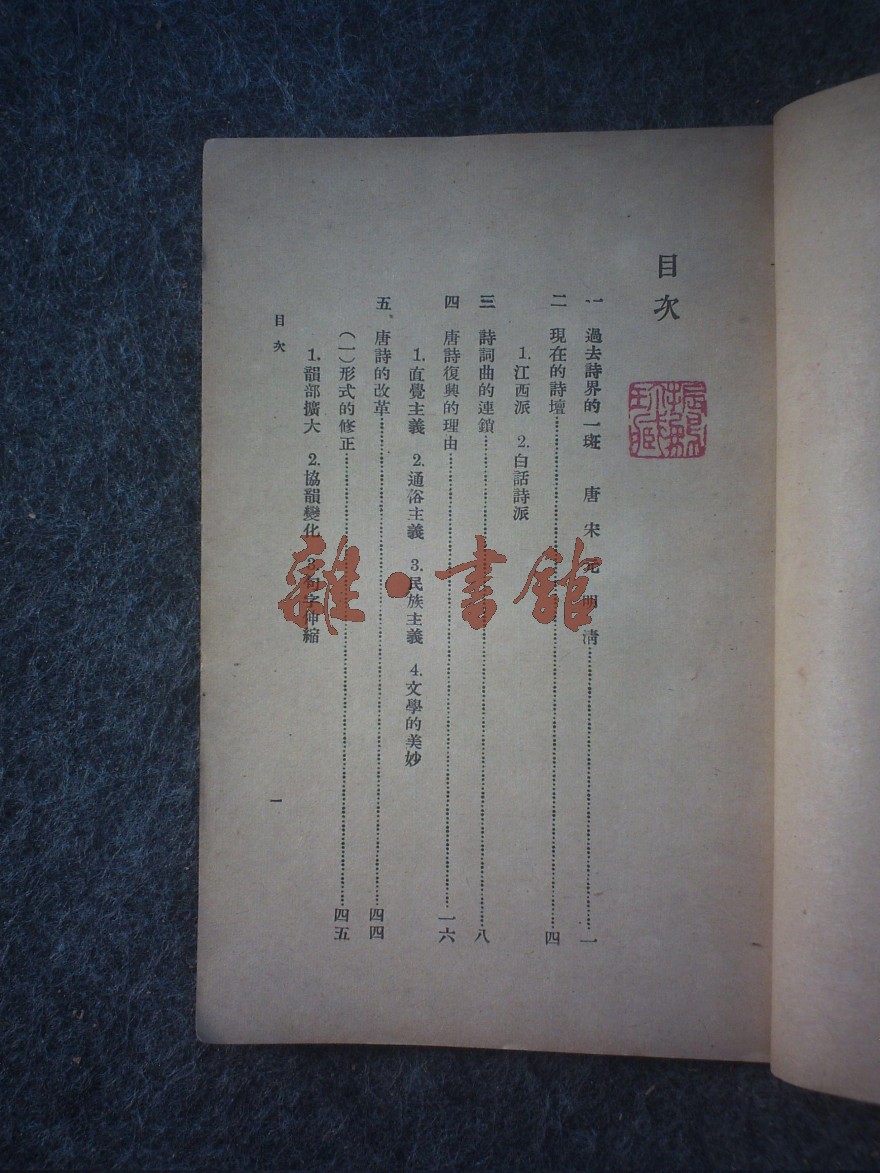 目次
一 過去詩界的一斑 唐 宋 元 明 清……一
二 現在的詩壇……四
1.江西派 2.白話詩派
三 詩詞曲的連鎖……八
四 唐詩復興的理由……一六
1.直覺主義 2.通俗主義 3.民族主義 4.文學的美妙
五 唐詩的改革……四四
(一)形式的修正……四五
1.韻部擴大 2.協韻變化 3.句字伸縮
目次
一
雜·書館